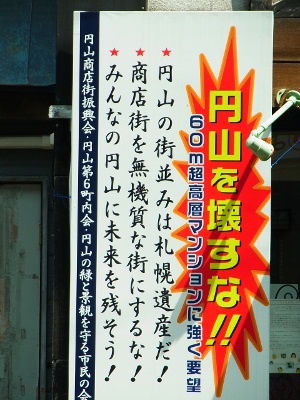 円山を壊すな!!
60m超高層マンションに強く要望
★円山の街並みは札幌遺産だ!
★商店街を無機質な街にするな!
★みんなの円山に未来を残そう!
円山商店街振興会・円山第6町内会・円山の緑と景観を守る市民の会